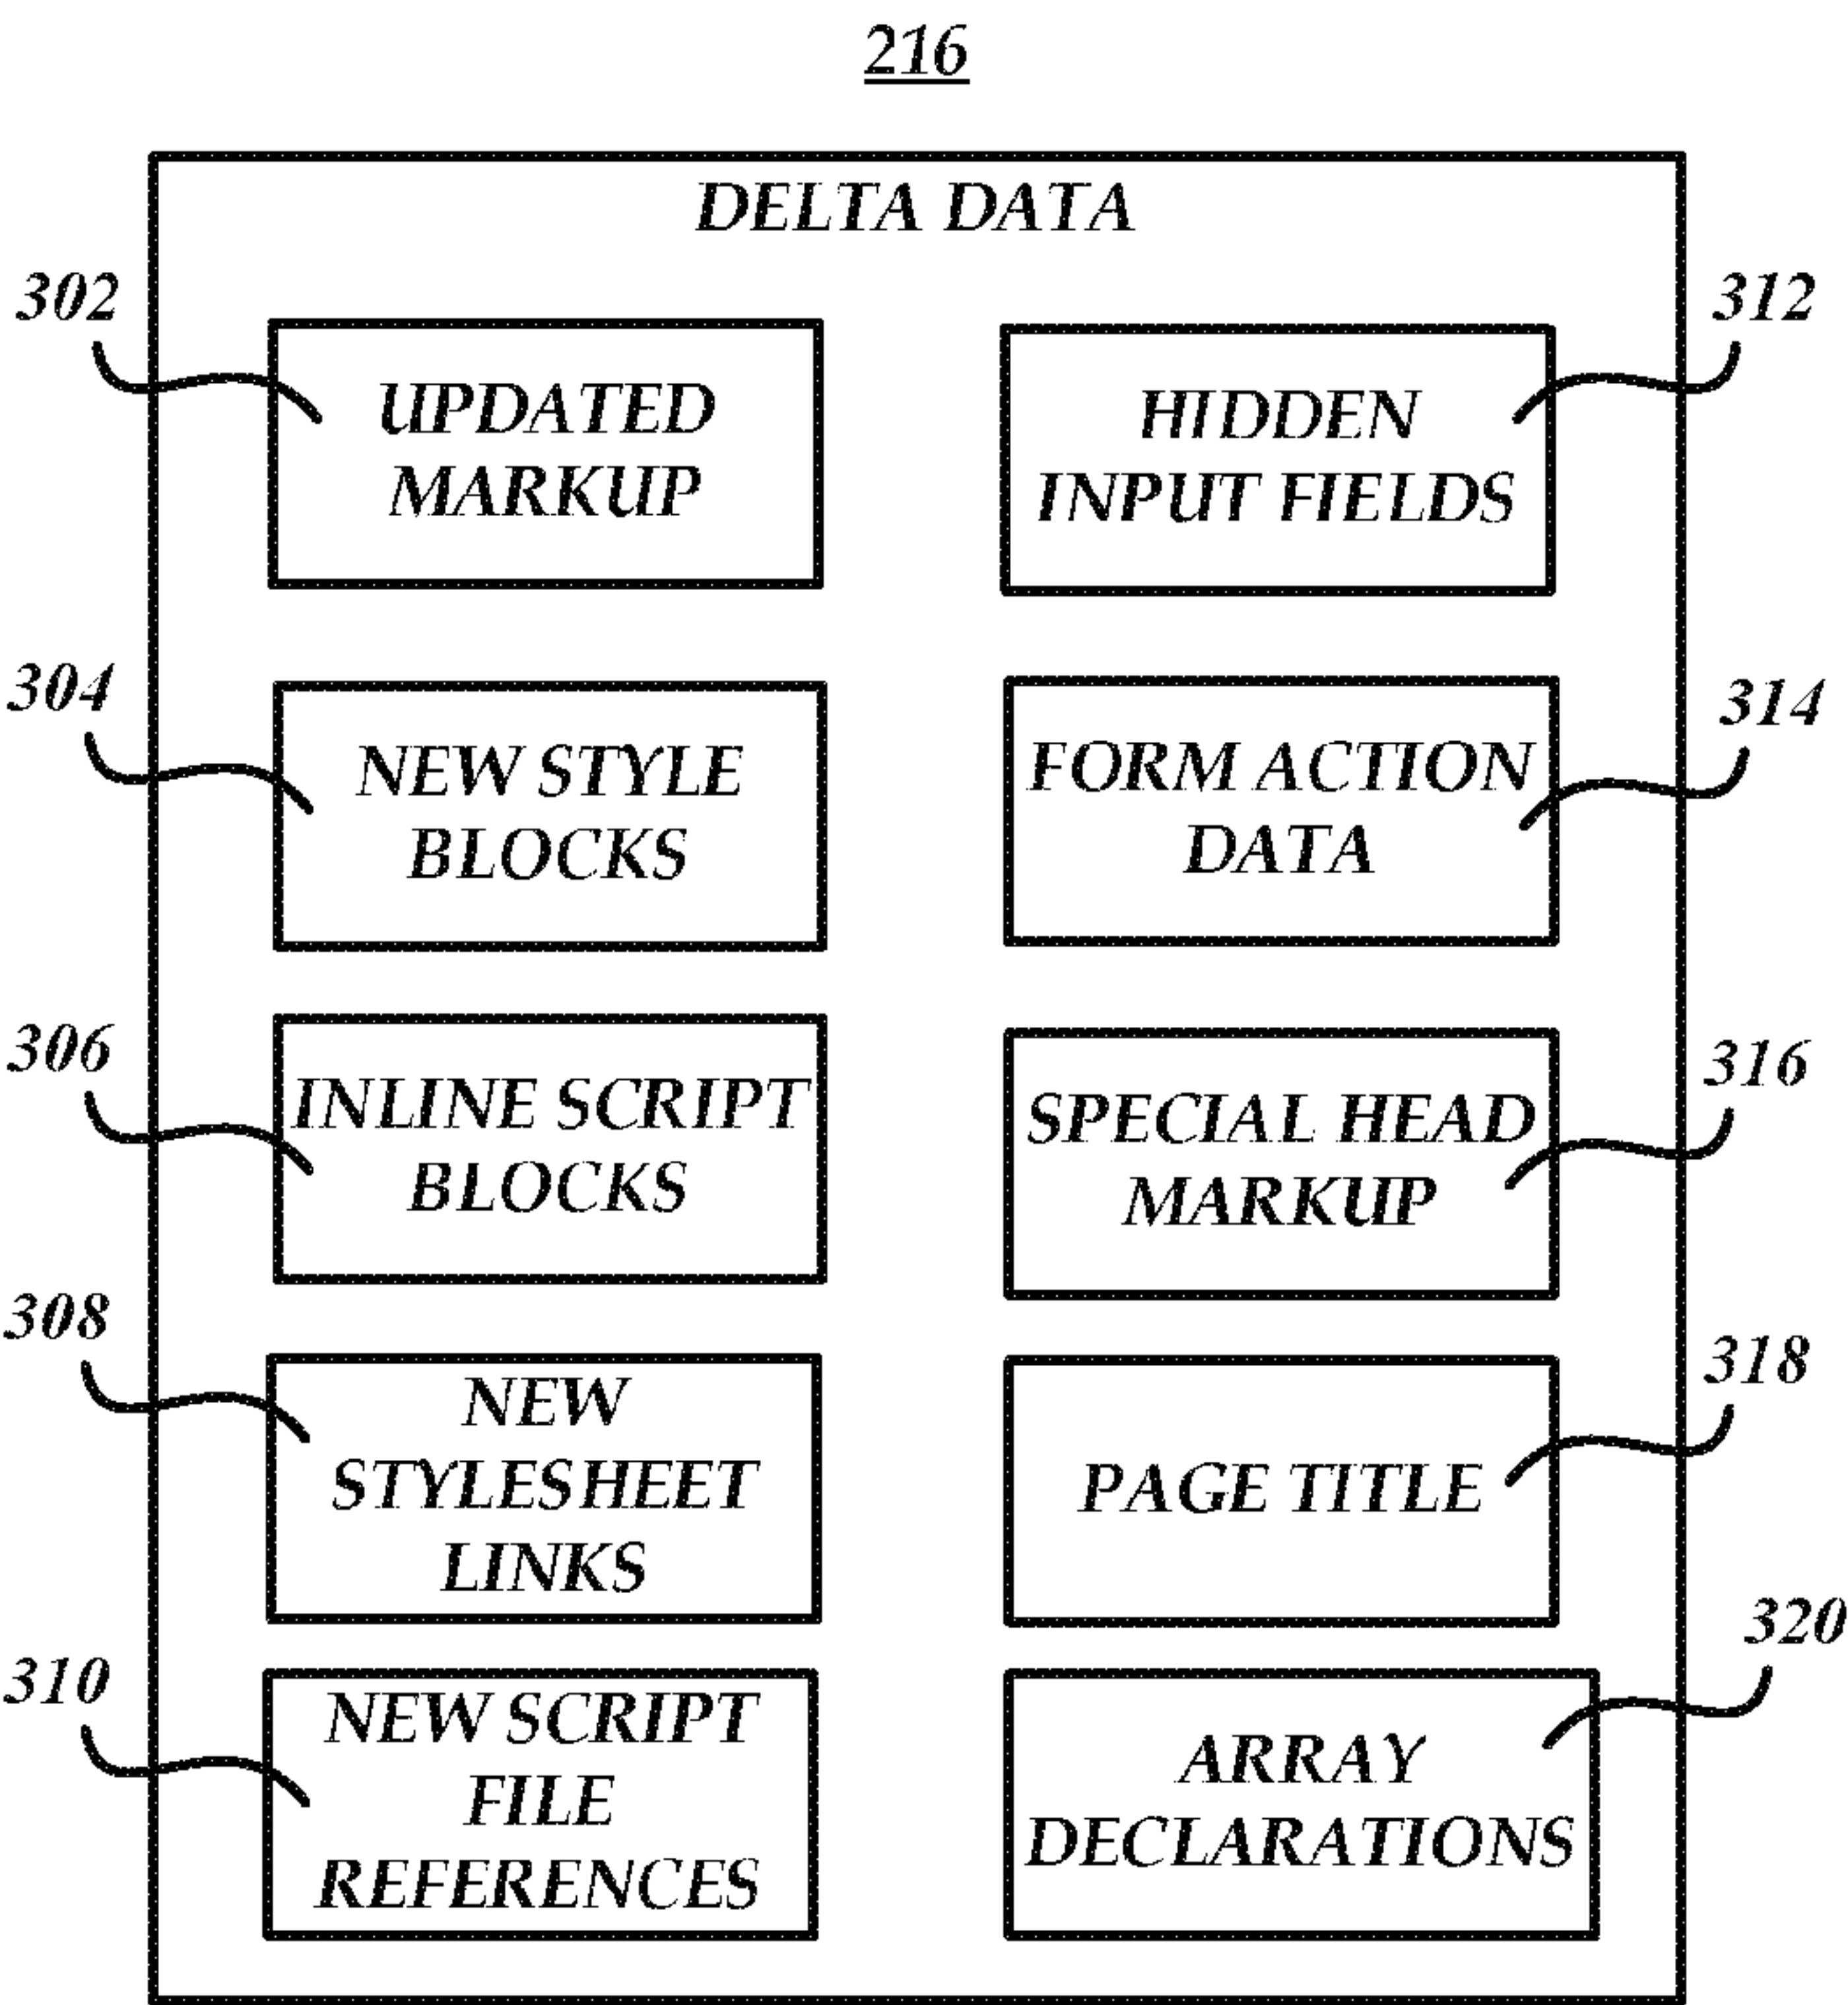 216
DELTA DATA
302
UPDATED
MARKUP
304
NEW STYLE
BLOCKS
306
INLINE SCRIPT
BLOCKS
308
NEW
STYLESHEET
LINKS
310
NEW SCRIPT
FILE
REFERENCES
312
HIDDEN
INPUT FIELDS
314
FORM ACTION
DATA
316
SPECIAL HEAD
MARKUP
318
PAGE TITLE
320
ARRAY
DECLARATIONS